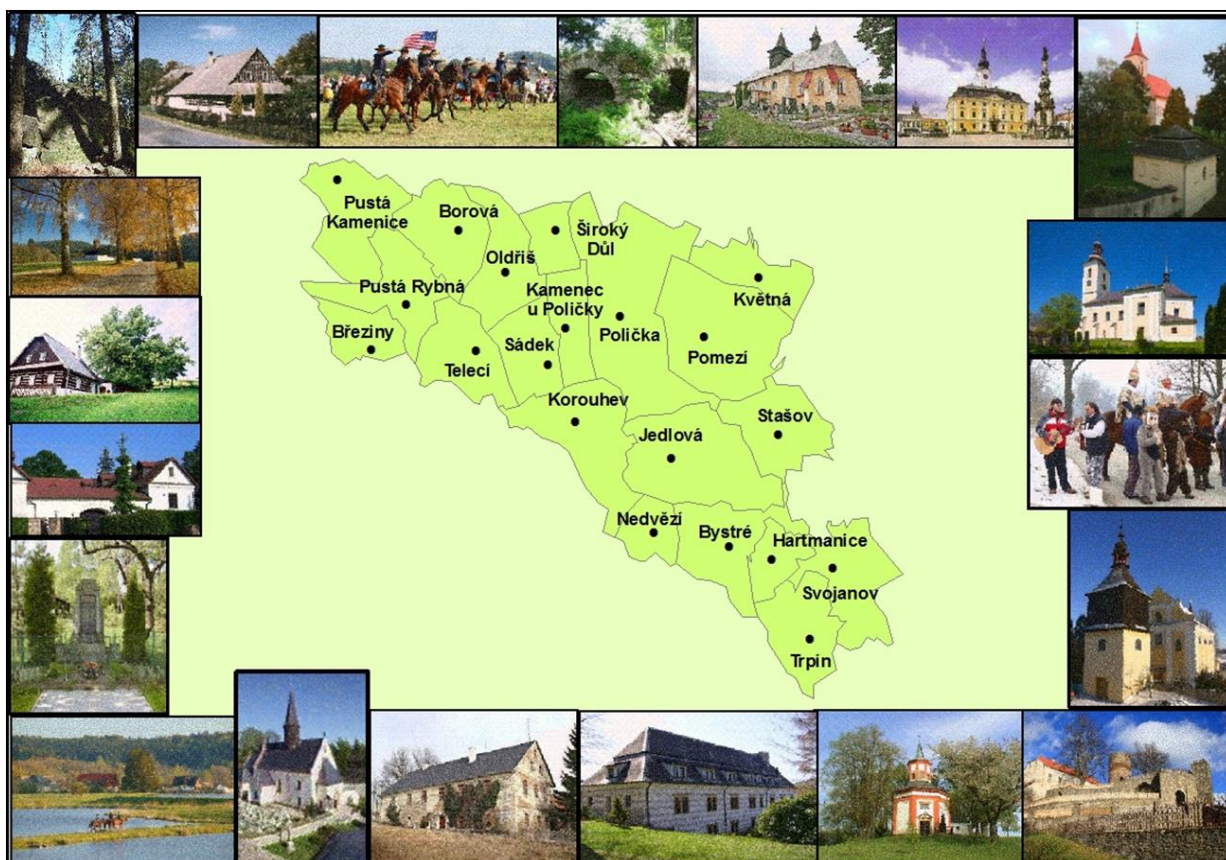 Pustá
Kamenice
Borová
Široký
Důl
Oldřiš
Květná
Pustá Rybná
Kamenec
u Poličky
Březiny
Telecí
Sádek
Polička
Pomezí
Korouhev
Stašov
Jedlová
Nedvězí
Bystré
Hartmanice
Svojanov
Trpín